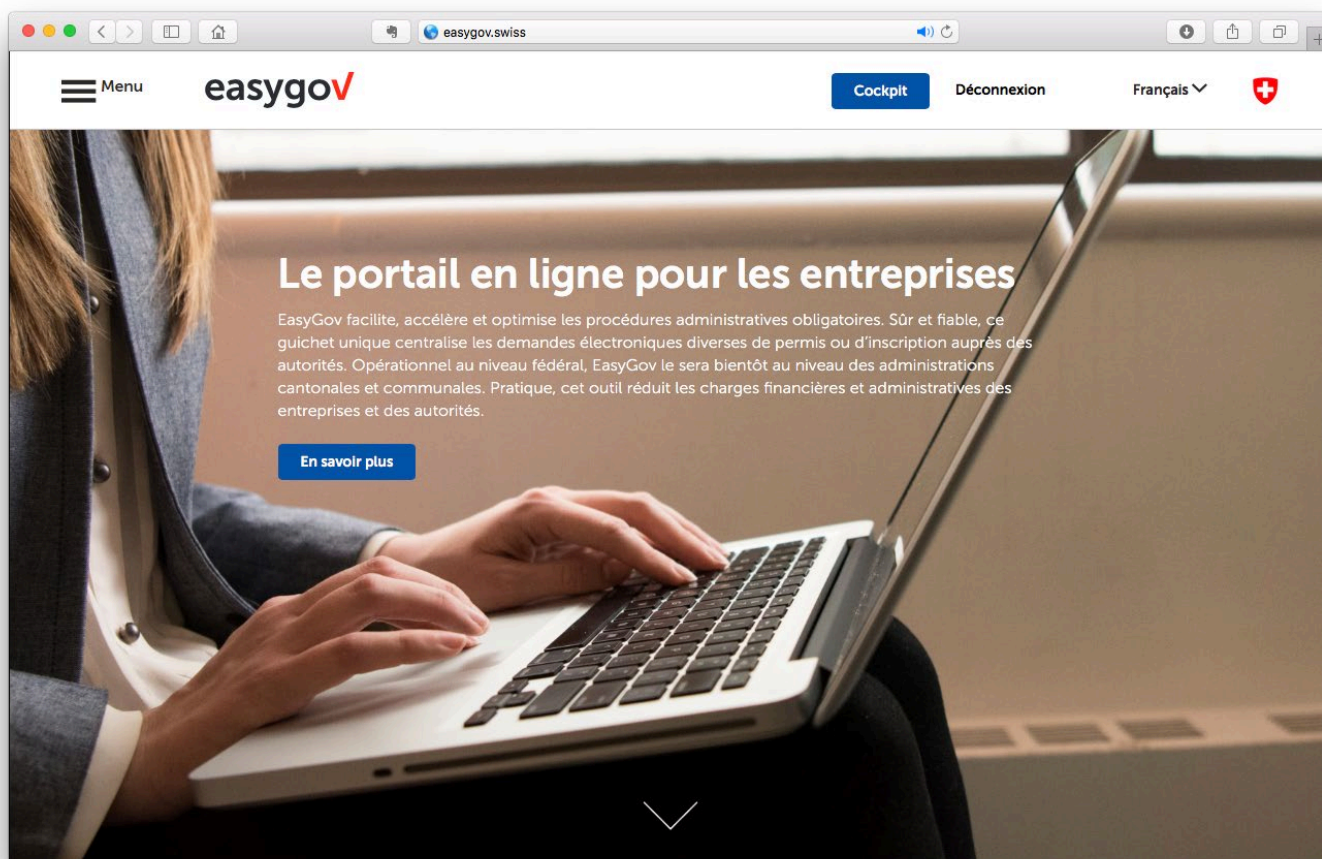 easygov.swiss
Menu
easygov
Cockpit
Déconnexion
Français
Le portail en ligne pour les entreprises
EasyGov facilite, accélère et optimise les procédures administratives obligatoires. Sûr et fiable, ce
guichet unique centralise les demandes électroniques diverses de permis ou d’inscription auprès des
autorités. Opérationnel au niveau fédéral, EasyGov le sera bientôt au niveau des administrations
cantonales et communales. Pratique, cet outil réduit les charges financières et administratives des
entreprises et des autorités.
En savoir plus